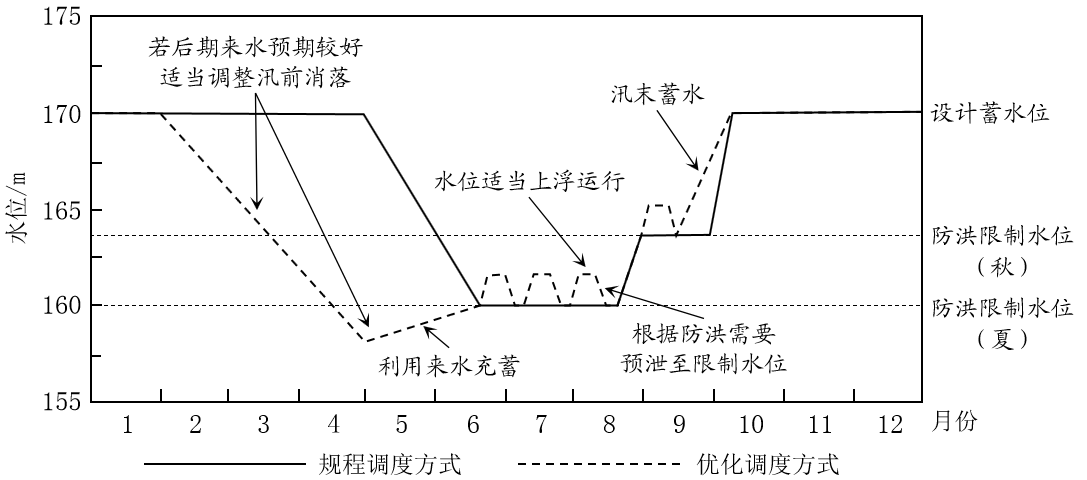 175
若后期来水预期较好
适当调整汛前消落
汛末蓄水
170
设计蓄水位
水位适当上浮运行
水位/m
165
防洪限制水位
（秋）
160
防洪限制水位
（夏）
根据防洪需要
预泄至限制水位
利用来水充蓄
155
1 2 3 4 5 6 7 8 9 10 11 12 月份
规程调度方式 优化调度方式